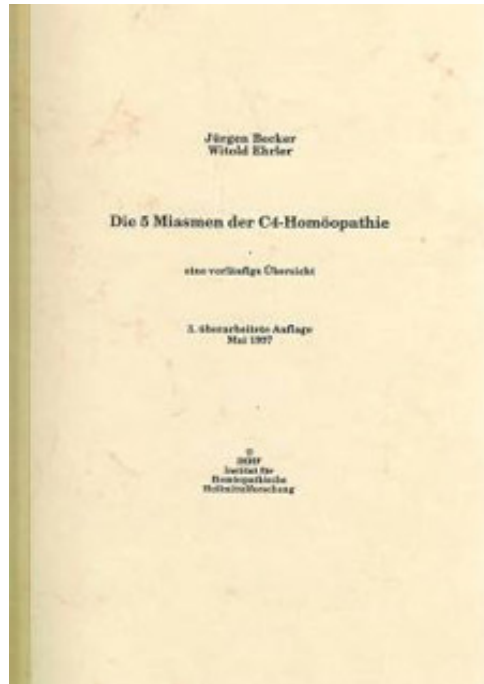 Jürgen Becker
Witold Ehrler
Die 5 Miasmen der C4-Homöopathie
eine vorläufige Übersicht
3. überarbeitete Auflage
Mai 1997
©
IHHF
Institut für
Homöopathische
Heilmittelforschung